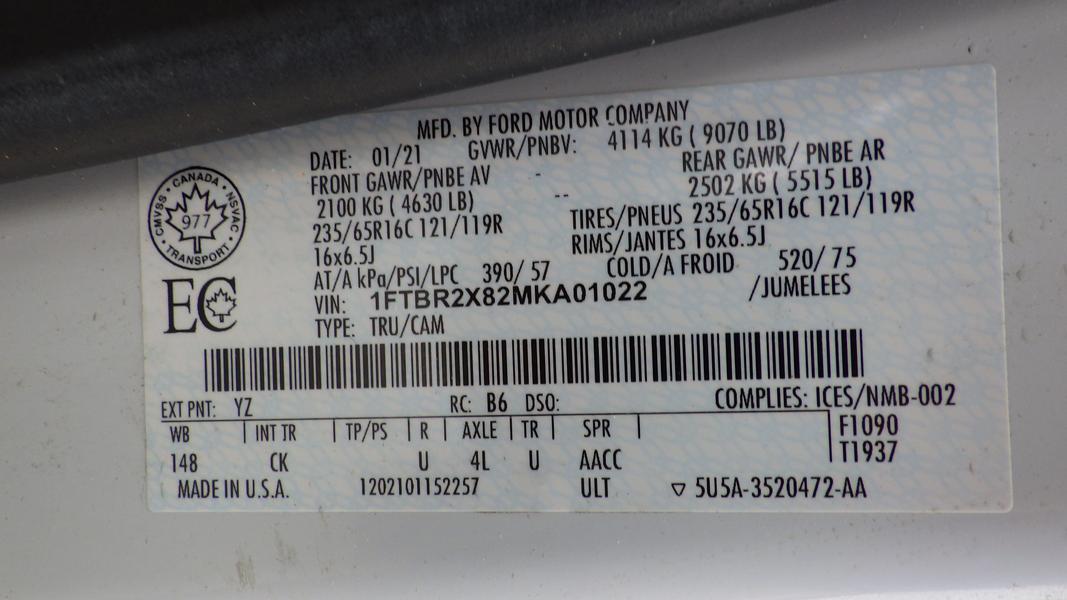 MFD. BY FORD MOTOR COMPANY
DATE: 01/21 GVWR/PNBV: 4114 KG ( 9070 LB)
FRONT GAWR/PNBE AV - REAR GAWR/ PNBE AR
2100 KG ( 4630 LB) -- 2502 KG ( 5515 LB)
235/65R16C 121/119R TIRES/PNEUS 235/65R16C 121/119R
16x6.5J RIMS/JANTES 16x6.5J
AT/A kPa/PSI/LPC 390/ 57 COLD/A FROID 520/ 75
VIN: 1FTBR2X82MKA01022 /JUMELEES
TYPE: TRU/CAM
CANADA
CMVSS NSVAC
977
TRANSPORT
EC
EXT PNT: YZ RC: B6 DSO: COMPLIES: ICES/NMB-002
WB | INT TR | TP/PS | R | AXLE | TR | SPR | F1090
148 CK U 4L U AACC T1937
MADE IN U.S.A. 1202101152257 ULT ▽ 5U5A-3520472-AA